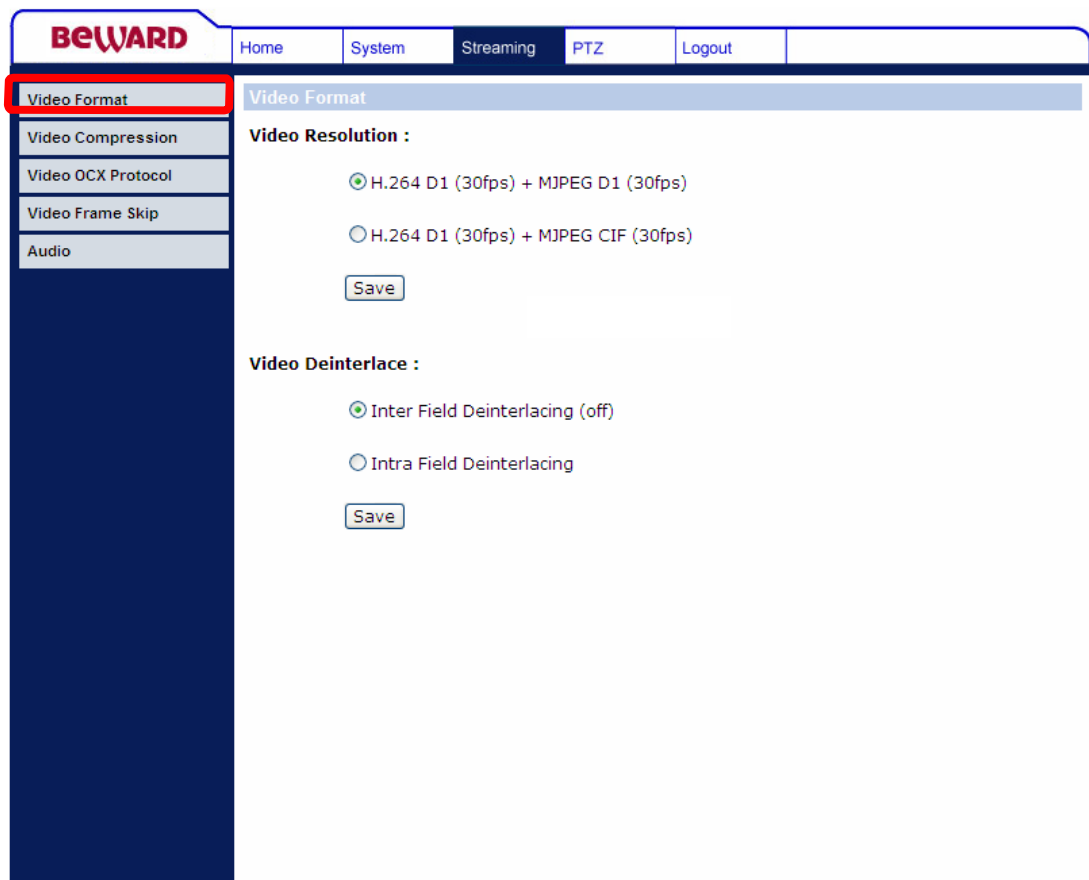 BEWARD
Home System Streaming PTZ Logout
Video Format
Video Compression
Video OCX Protocol
Video Frame Skip
Audio
Video Format
Video Resolution :
H.264 D1 (30fps) + MJPEG D1 (30fps)
H.264 D1 (30fps) + MJPEG CIF (30fps)
Save
Video Deinterlace :
Inter Field Deinterlacing (off)
Intra Field Deinterlacing
Save